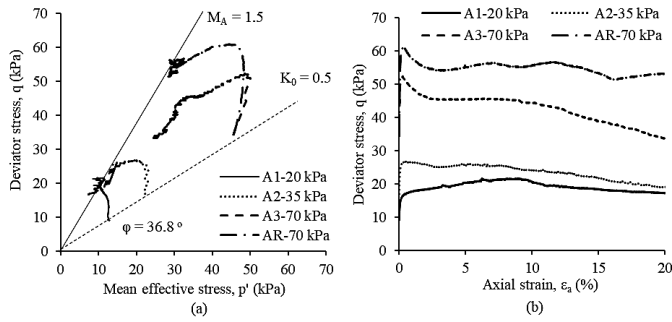 (a)
M_A = 1.5
K_0 = 0.5
φ = 36.8 º
Deviator stress, q (kPa)
70
60
50
40
30
20
10
0
0 10 20 30 40 50 60 70
Mean effective stress, p' (kPa)
A1-20 kPa
A2-35 kPa
A3-70 kPa
AR-70 kPa
(a)
A1-20 kPa A2-35 kPa
A3-70 kPa AR-70 kPa
Deviator stress, q (kPa)
70
60
50
40
30
20
10
0
0 5 10 15 20
Axial strain, ε_a (%)
(b)